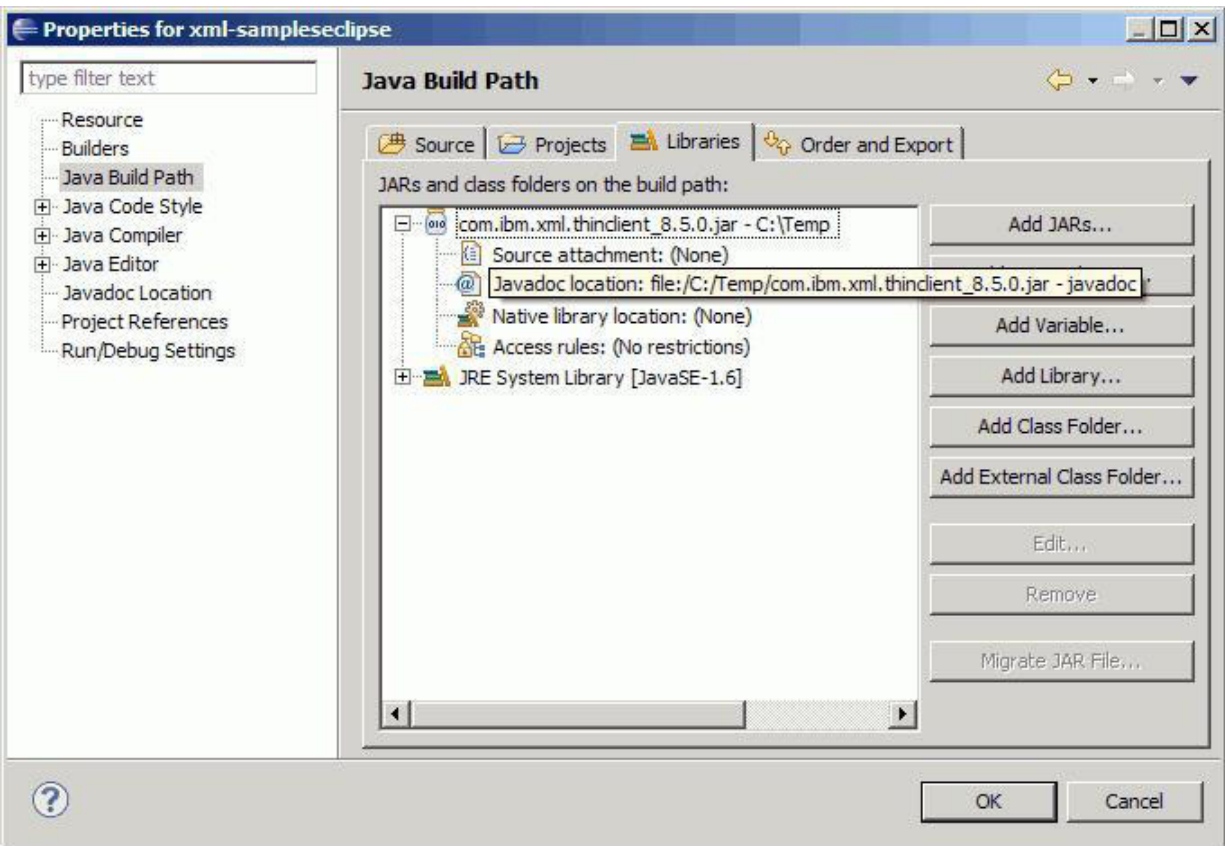 Properties for xml-sampleseclipse
type filter text
Resource
Builders
Java Build Path
Java Code Style
Java Compiler
Java Editor
Javadoc Location
Project References
Run/Debug Settings
Java Build Path
Source
Projects
Libraries
Order and Export
JARs and class folders on the build path:
com.ibm.xml.thinclient_8.5.0.jar - C:\Temp
Source attachment: (None)
Javadoc location: file:/C:/Temp/com.ibm.xml.thinclient_8.5.0.jar - javadoc
Native library location: (None)
Access rules: (No restrictions)
JRE System Library [JavaSE-1.6]
Add JARs...
Add Variable...
Add Library...
Add Class Folder...
Add External Class Folder...
Edit...
Remove
Migrate JAR File...
OK
Cancel